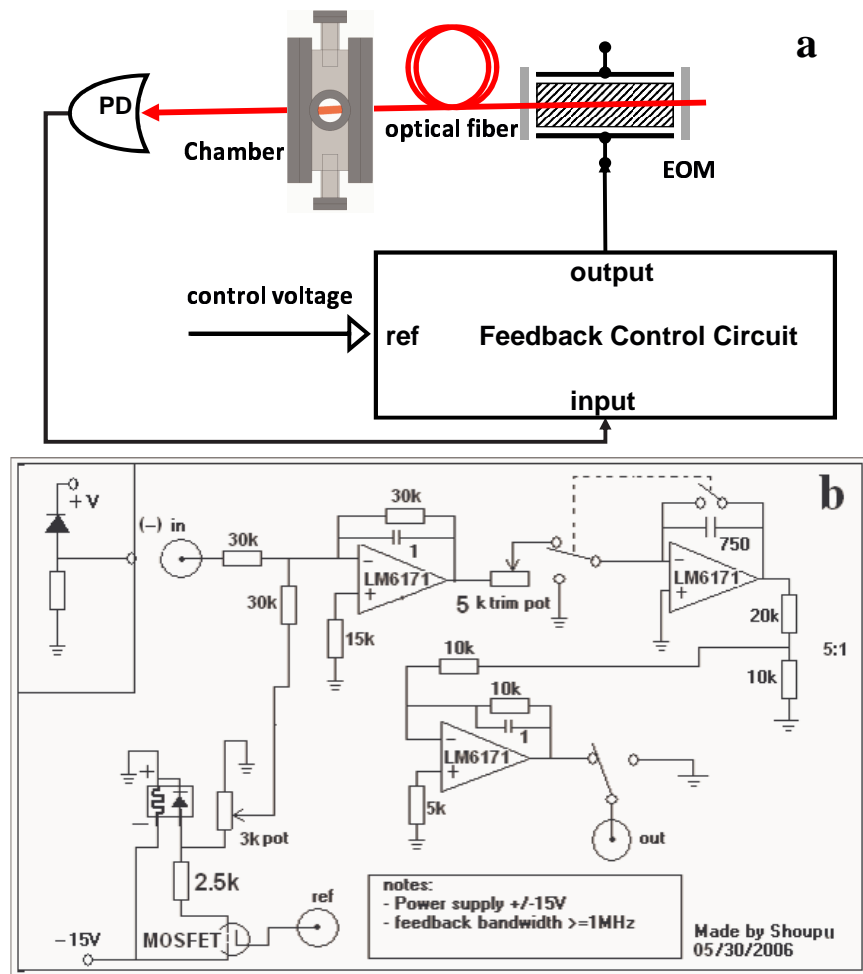 a
PD
optical fiber
Chamber
EOM
output
control voltage
ref
Feedback Control Circuit
input
b
+V
(–) in
30k
30k
1
LM6171
30k
15k
5 k trim pot
750
LM6171
20k
10k
5:1
10k
10k
1
LM6171
5k
+
–
3k pot
2.5k
ref
out
–15V
MOSFET
notes:
- Power supply +/-15V
- feedback bandwidth >=1MHz
Made by Shoupu
05/30/2006